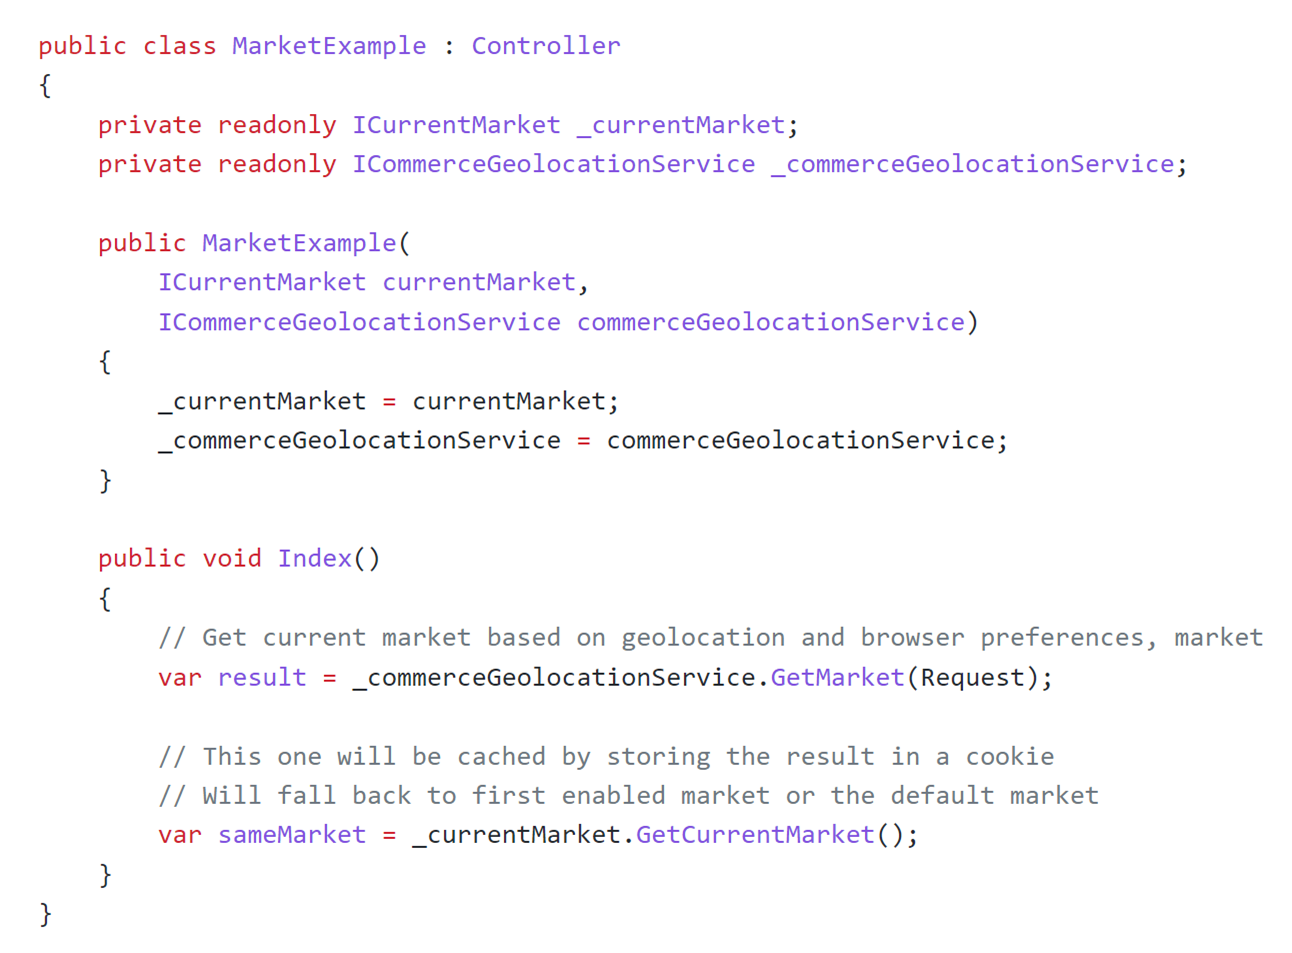 public class MarketExample : Controller
{
    private readonly ICurrentMarket _currentMarket;
    private readonly ICommerceGeolocationService _commerceGeolocationService;

    public MarketExample(
        ICurrentMarket currentMarket,
        ICommerceGeolocationService commerceGeolocationService)
    {
        _currentMarket = currentMarket;
        _commerceGeolocationService = commerceGeolocationService;
    }

    public void Index()
    {
        // Get current market based on geolocation and browser preferences, market
        var result = _commerceGeolocationService.GetMarket(Request);

        // This one will be cached by storing the result in a cookie
        // Will fall back to first enabled market or the default market
        var sameMarket = _currentMarket.GetCurrentMarket();
    }
}